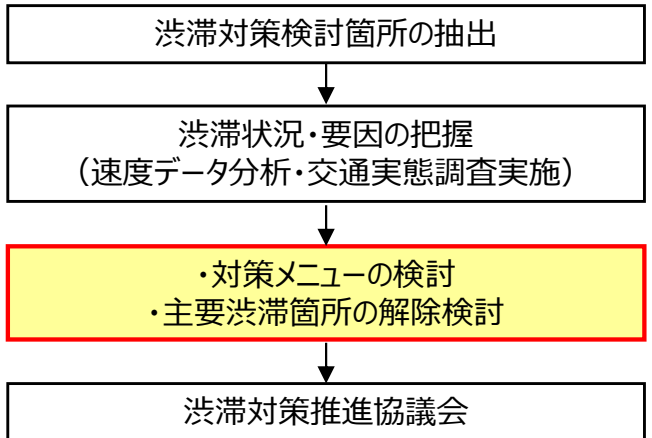 渋滞対策検討箇所の抽出
渋滞状況・要因の把握
（速度データ分析・交通実態調査実施）
・対策メニューの検討
・主要渋滞箇所の解除検討
渋滞対策推進協議会